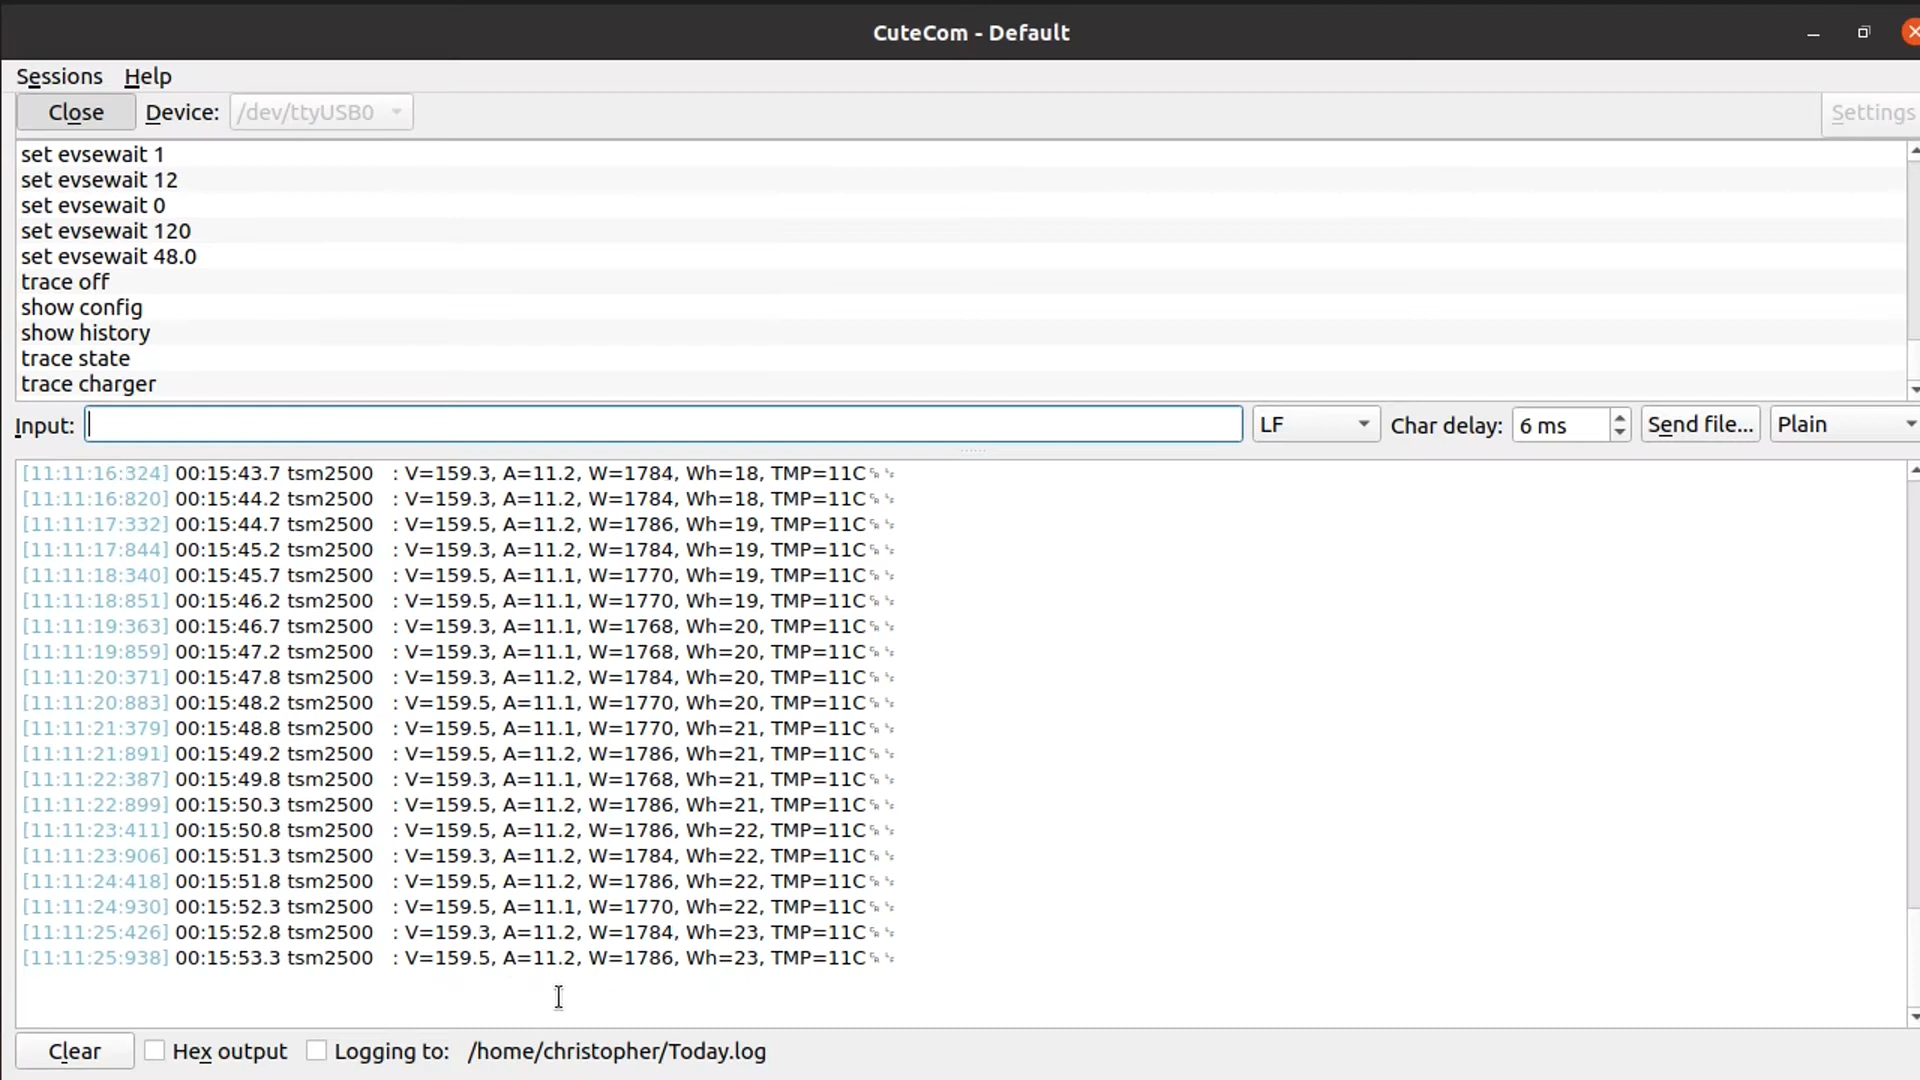 CuteCom - Default
Sessions Help
Close Device: /dev/ttyUSB0 Settings
set evsewait 1
set evsewait 12
set evsewait 0
set evsewait 120
set evsewait 48.0
trace off
show config
show history
trace state
trace charger
Input: LF Char delay: 6 ms Send file... Plain
[11:11:16:324] 00:15:43.7 tsm2500 : V=159.3, A=11.2, W=1784, Wh=18, TMP=11C␍␊
[11:11:16:820] 00:15:44.2 tsm2500 : V=159.3, A=11.2, W=1784, Wh=18, TMP=11C␍␊
[11:11:17:332] 00:15:44.7 tsm2500 : V=159.5, A=11.2, W=1786, Wh=19, TMP=11C␍␊
[11:11:17:844] 00:15:45.2 tsm2500 : V=159.3, A=11.2, W=1784, Wh=19, TMP=11C␍␊
[11:11:18:340] 00:15:45.7 tsm2500 : V=159.5, A=11.1, W=1770, Wh=19, TMP=11C␍␊
[11:11:18:851] 00:15:46.2 tsm2500 : V=159.5, A=11.1, W=1770, Wh=19, TMP=11C␍␊
[11:11:19:363] 00:15:46.7 tsm2500 : V=159.3, A=11.1, W=1768, Wh=20, TMP=11C␍␊
[11:11:19:859] 00:15:47.2 tsm2500 : V=159.3, A=11.1, W=1768, Wh=20, TMP=11C␍␊
[11:11:20:371] 00:15:47.8 tsm2500 : V=159.3, A=11.2, W=1784, Wh=20, TMP=11C␍␊
[11:11:20:883] 00:15:48.2 tsm2500 : V=159.5, A=11.1, W=1770, Wh=20, TMP=11C␍␊
[11:11:21:379] 00:15:48.8 tsm2500 : V=159.5, A=11.1, W=1770, Wh=21, TMP=11C␍␊
[11:11:21:891] 00:15:49.2 tsm2500 : V=159.5, A=11.2, W=1786, Wh=21, TMP=11C␍␊
[11:11:22:387] 00:15:49.8 tsm2500 : V=159.3, A=11.1, W=1768, Wh=21, TMP=11C␍␊
[11:11:22:899] 00:15:50.3 tsm2500 : V=159.5, A=11.2, W=1786, Wh=21, TMP=11C␍␊
[11:11:23:411] 00:15:50.8 tsm2500 : V=159.5, A=11.2, W=1786, Wh=22, TMP=11C␍␊
[11:11:23:906] 00:15:51.3 tsm2500 : V=159.3, A=11.2, W=1784, Wh=22, TMP=11C␍␊
[11:11:24:418] 00:15:51.8 tsm2500 : V=159.5, A=11.2, W=1786, Wh=22, TMP=11C␍␊
[11:11:24:930] 00:15:52.3 tsm2500 : V=159.5, A=11.1, W=1770, Wh=22, TMP=11C␍␊
[11:11:25:426] 00:15:52.8 tsm2500 : V=159.3, A=11.2, W=1784, Wh=23, TMP=11C␍␊
[11:11:25:938] 00:15:53.3 tsm2500 : V=159.5, A=11.2, W=1786, Wh=23, TMP=11C␍␊
Clear Hex output Logging to: /home/christopher/Today.log